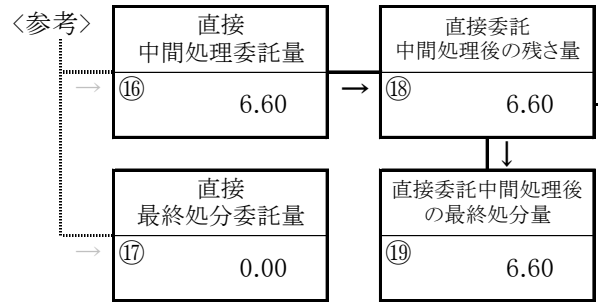 〈参考〉
直接
中間処理委託量
→
⑯
6.60
→
直接委託
中間処理後の残さ量
⑱
6.60
↓
直接
最終処分委託量
→
⑰
0.00
直接委託中間処理後
の最終処分量
⑲
6.60